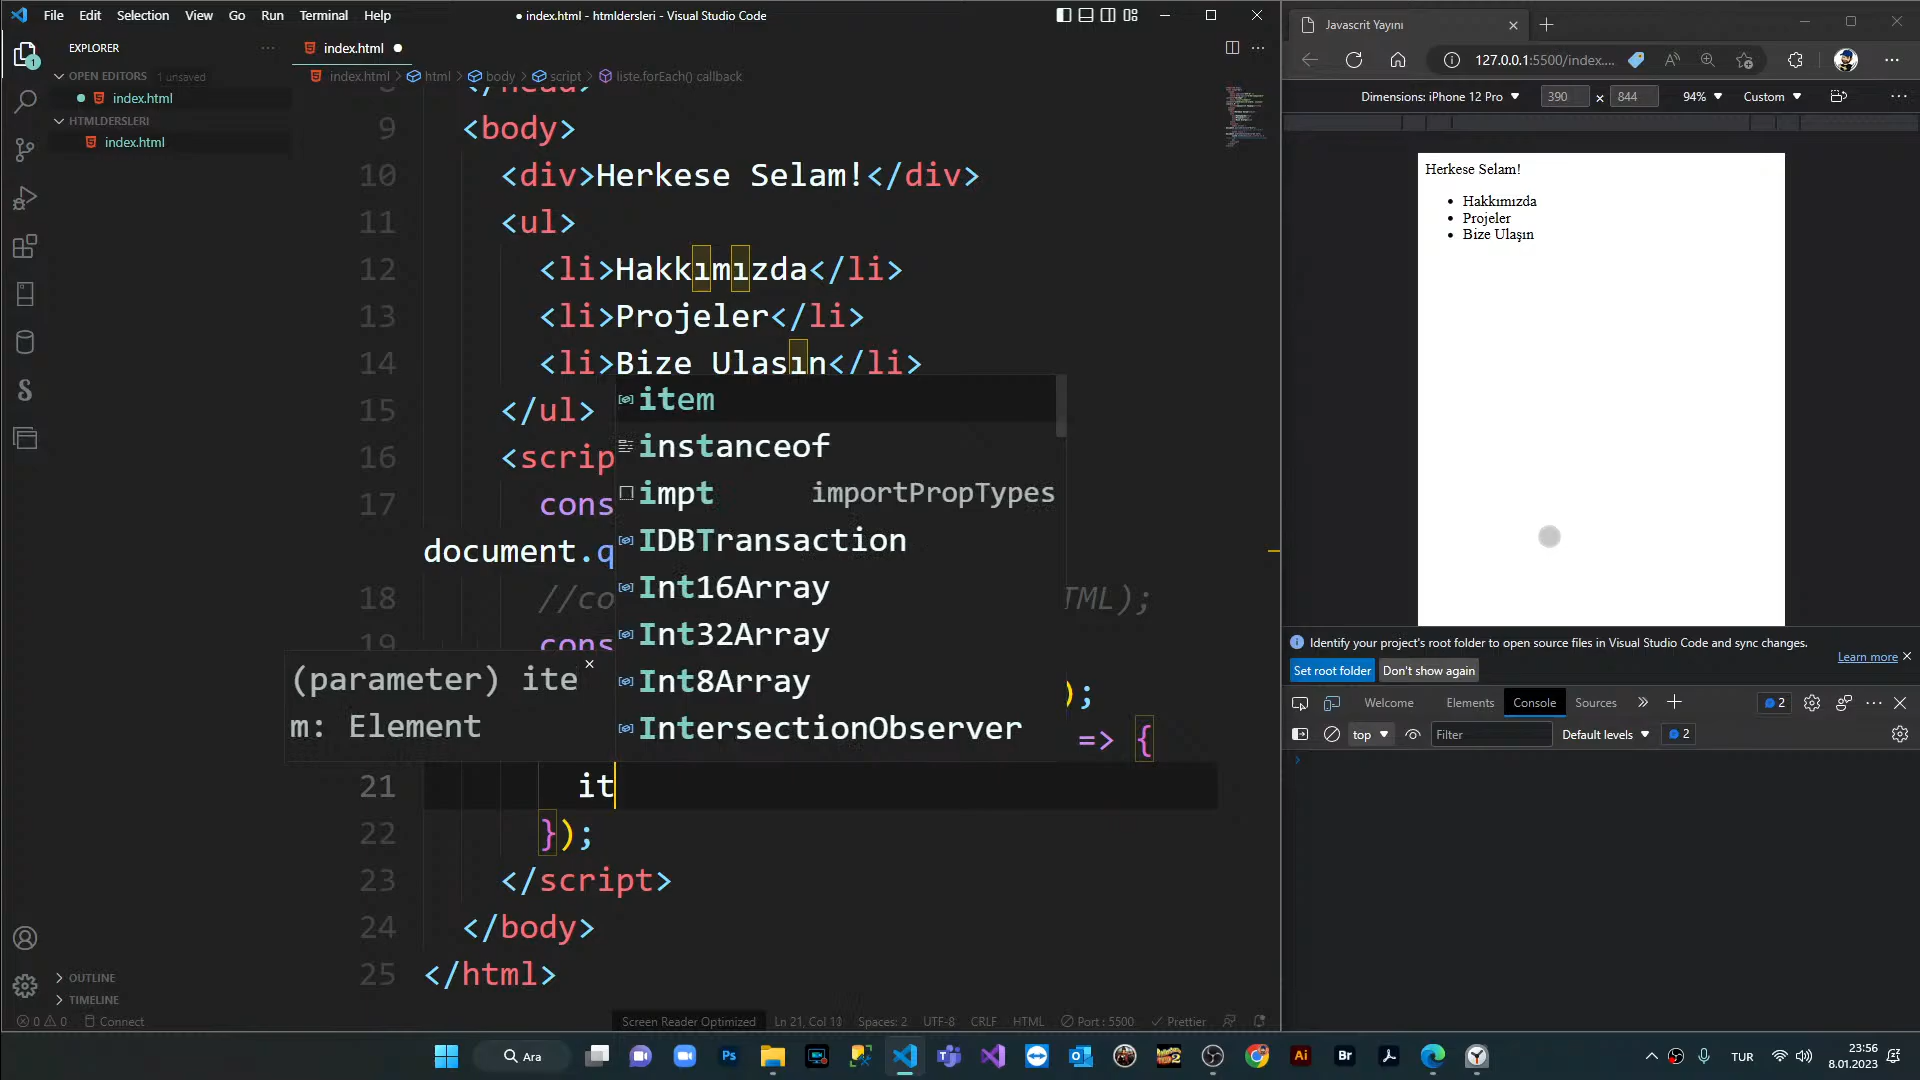 File Edit Selection View Go Run Terminal Help
● index.html - htmldersleri - Visual Studio Code
EXPLORER
OPEN EDITORS 1 unsaved
index.html
HTMLDERSLERI
index.html
OUTLINE
TIMELINE
index.html
index.html > html > body > script > liste.forEach() callback
9 <body>
10 <div>Herkese Selam!</div>
11 <ul>
12 <li>Hakkımızda</li>
13 <li>Projeler</li>
14 <li>Bize Ulasın</li>
15 </ul>
16 <scrip
17 cons
document.q
18 //co TML);
19 cons
);
=> {
21 it
22 });
23 </script>
24 </body>
25 </html>
item
instanceof
impt importPropTypes
IDBTransaction
Int16Array
Int32Array
Int8Array
IntersectionObserver
(parameter) ite
m: Element
0 0 Connect
Screen Reader Optimized Spaces: 2 UTF-8 CRLF HTML Port : 5500 Prettier
Javascrit Yayını
127.0.0.1:5500/index....
Dimensions: iPhone 12 Pro 390 × 844 94% Custom
Herkese Selam!
Hakkımızda
Projeler
Bize Ulaşın
Identify your project's root folder to open source files in Visual Studio Code and sync changes.
Learn more
Set root folder Don't show again
Welcome Elements Console Sources 2
top Filter Default levels 2
Ara
TUR
23:56
8.01.2023